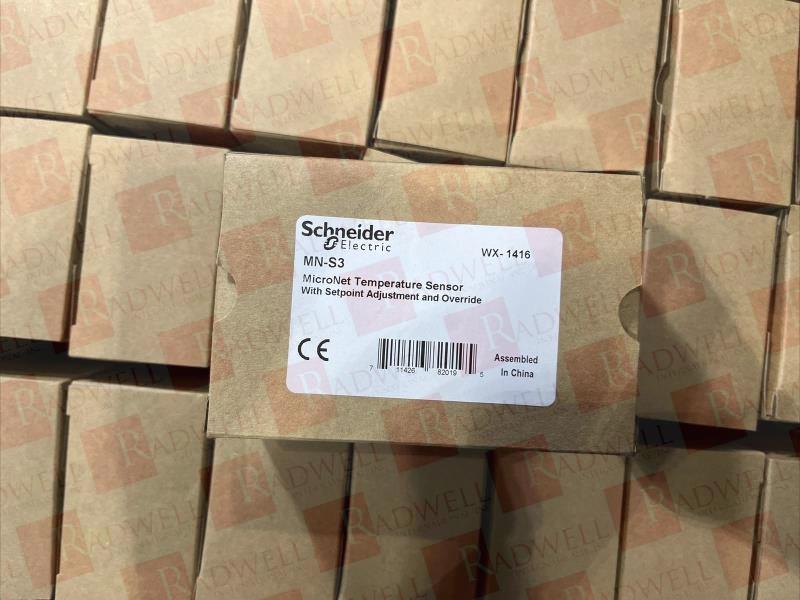 Schneider
Electric
WX- 1416
MN-S3
MicroNet Temperature Sensor
With Setpoint Adjustment and Override
CE
Assembled
In China
7 11426 82019 5
RADWELL